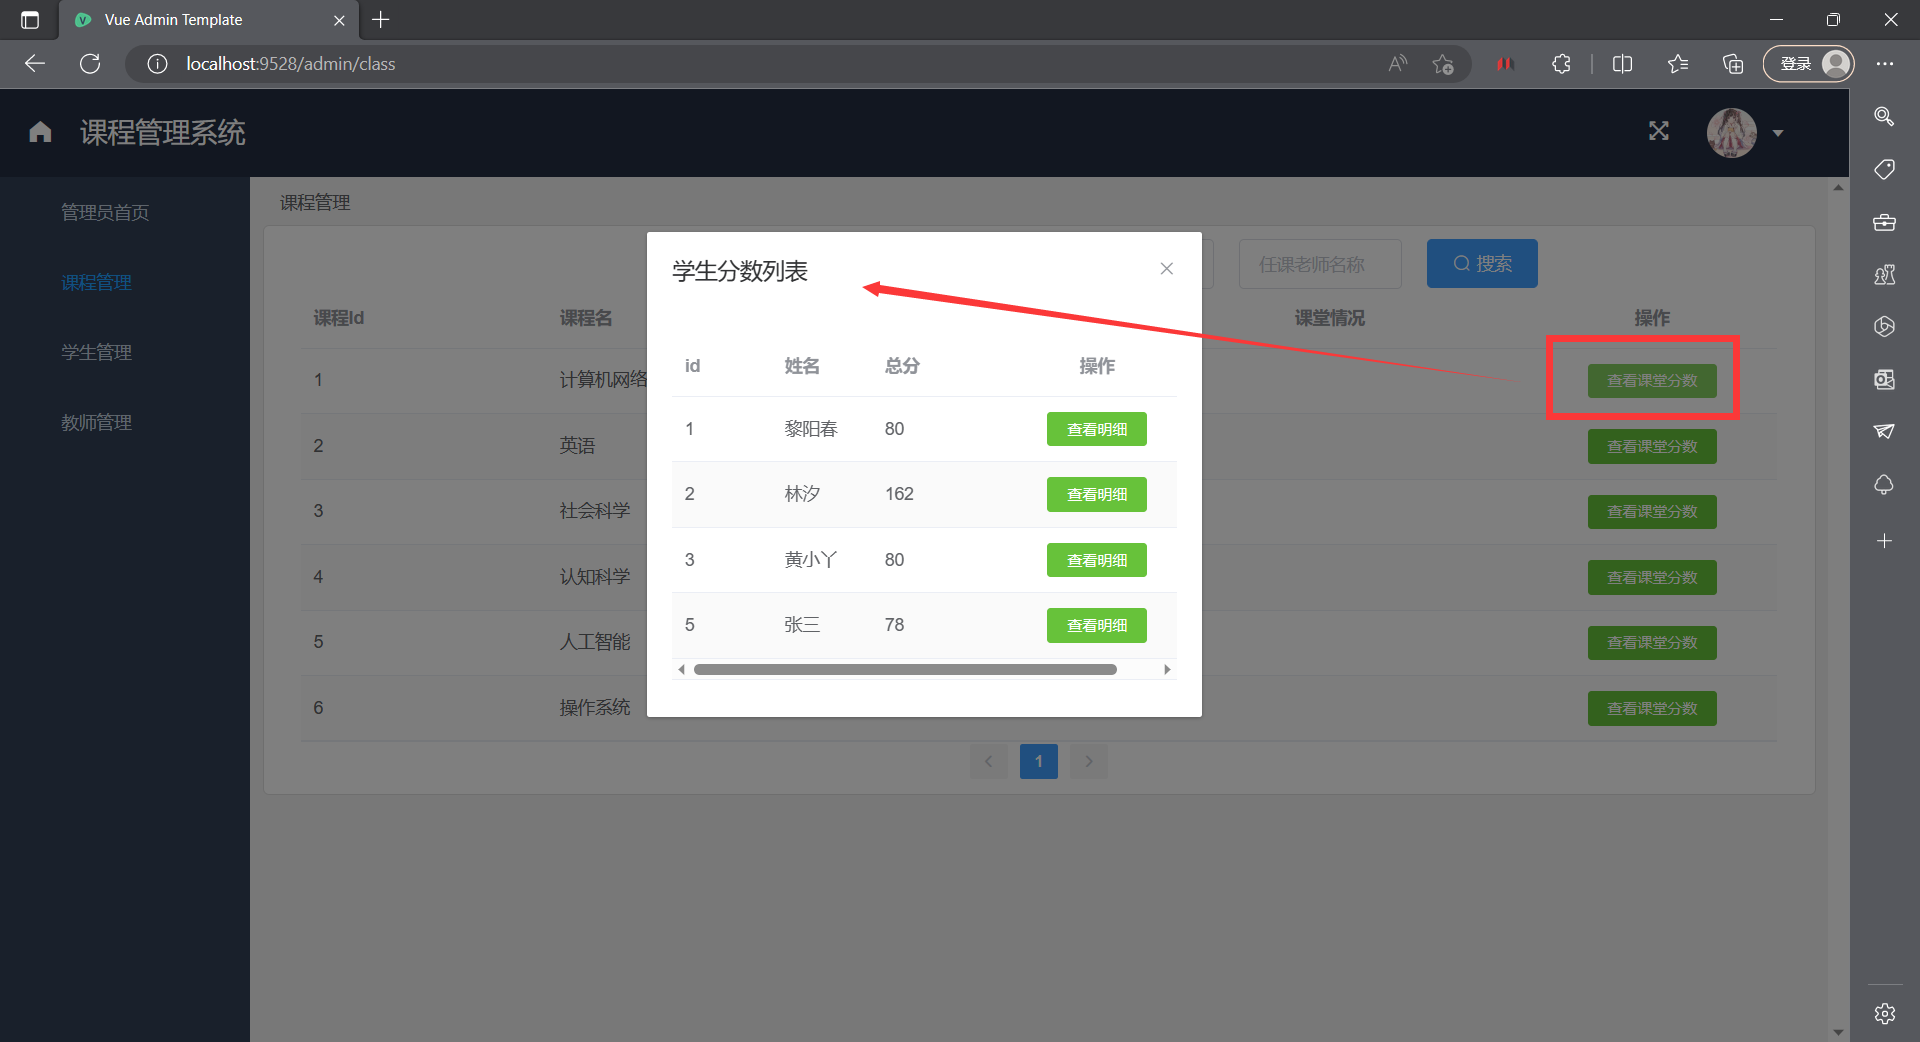 Vue Admin Template
localhost:9528/admin/class
登录
课程管理系统
管理员首页
课程管理
学生管理
教师管理
课程管理
任课老师名称
搜索
课程Id
课程名
课堂情况
操作
1
计算机网络
查看课堂分数
2
英语
查看课堂分数
3
社会科学
查看课堂分数
4
认知科学
查看课堂分数
5
人工智能
查看课堂分数
6
操作系统
查看课堂分数
1
学生分数列表
id
姓名
总分
操作
1
黎阳春
80
查看明细
2
林汐
162
查看明细
3
黄小丫
80
查看明细
5
张三
78
查看明细